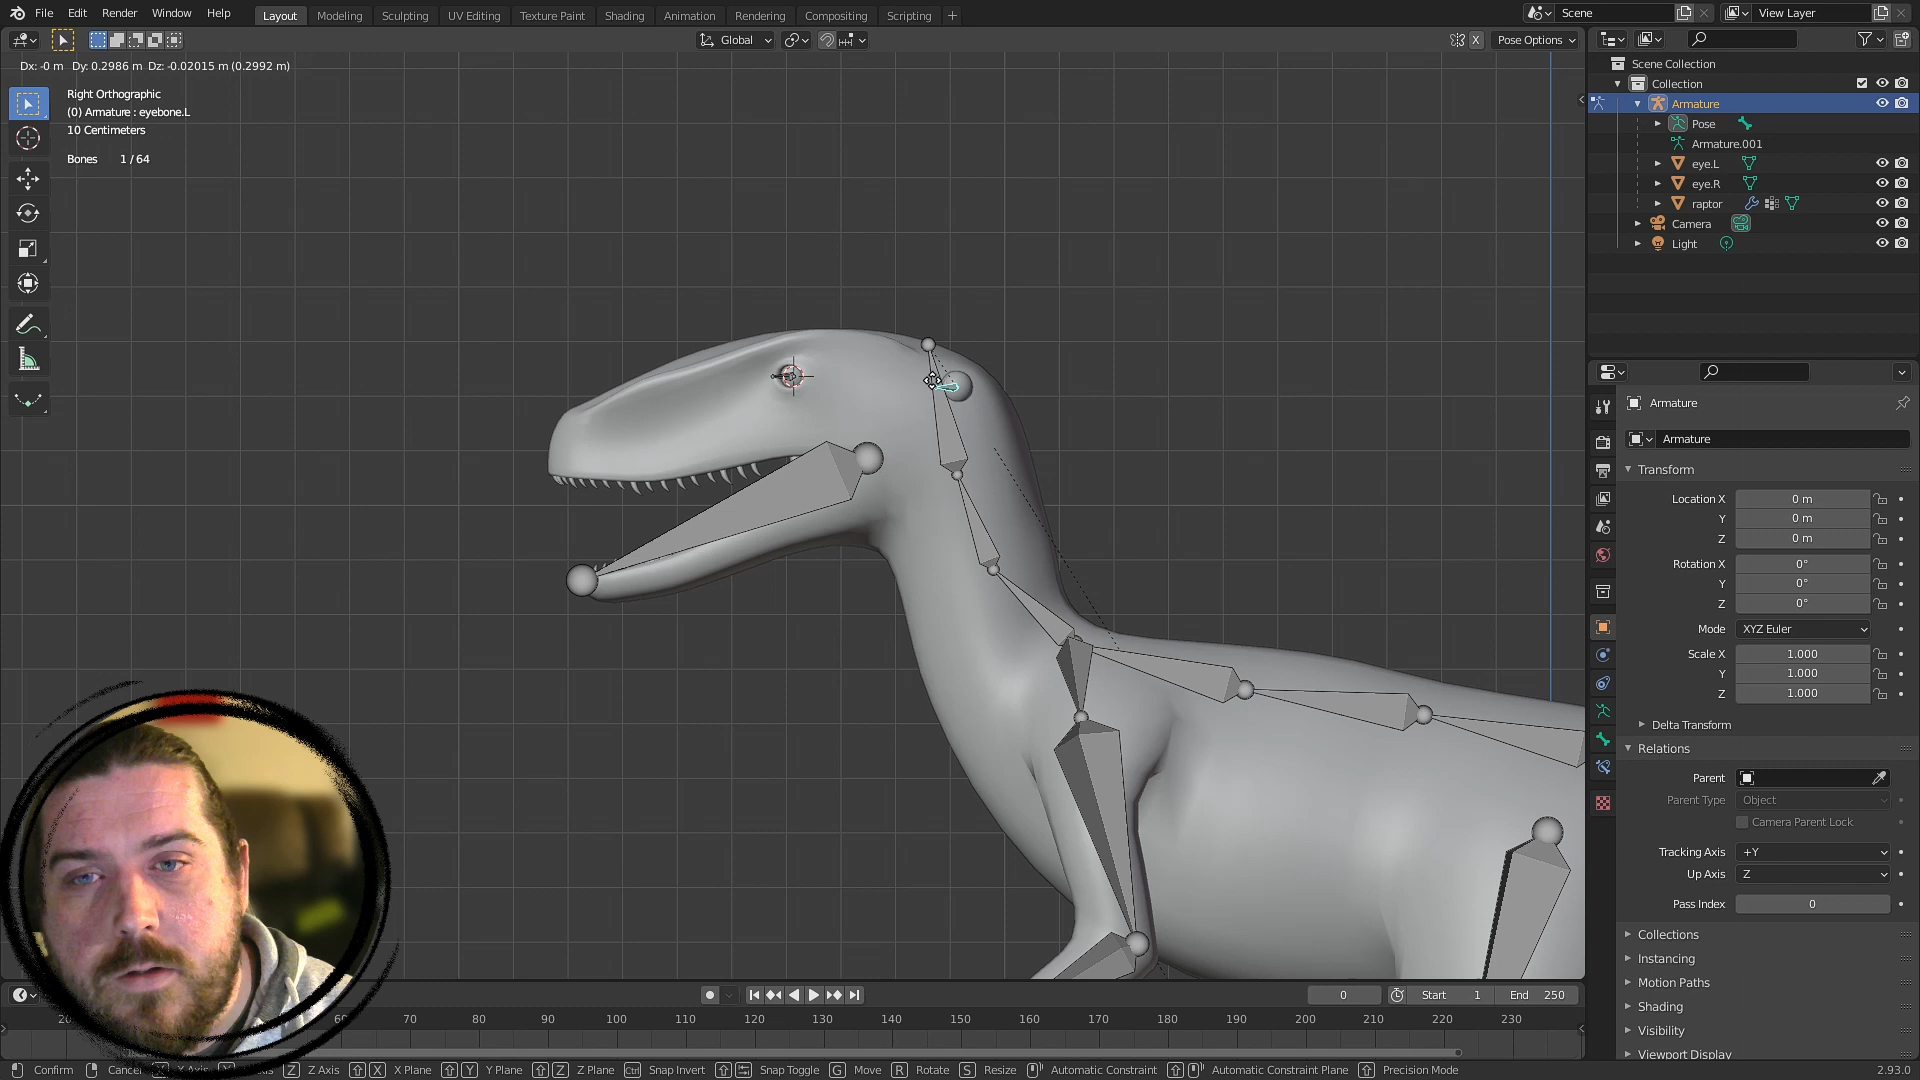 File Edit Render Window Help
Layout Modeling Sculpting UV Editing Texture Paint Shading Animation Rendering Compositing Scripting +
Scene
View Layer
Global
X
Pose Options
Dx: -0 m Dy: 0.2986 m Dz: -0.02015 m (0.2992 m)
Right Orthographic
(0) Armature : eyebone.L
10 Centimeters
Bones 1 / 64
Scene Collection
Collection
Armature
Pose
Armature.001
eye.L
eye.R
raptor
Camera
Light
Armature
Armature
Transform
Location X 0 m
Y 0 m
Z 0 m
Rotation X 0°
Y 0°
Z 0°
Mode XYZ Euler
Scale X 1.000
Y 1.000
Z 1.000
Delta Transform
Relations
Parent
Parent Type Object
Camera Parent Lock
Tracking Axis +Y
Up Axis Z
Pass Index 0
Collections
Instancing
Motion Paths
Shading
Visibility
Viewport Display
0 Start 1 End 250
20 60 70 80 90 100 110 120 130 140 150 160 170 180 190 200 210 220 230
Confirm Cancel X X Axis Y Z Z Axis X X Plane Y Y Plane Z Z Plane Ctrl Snap Invert Snap Toggle G Move R Rotate S Resize Automatic Constraint Automatic Constraint Plane Precision Mode
2.93.0